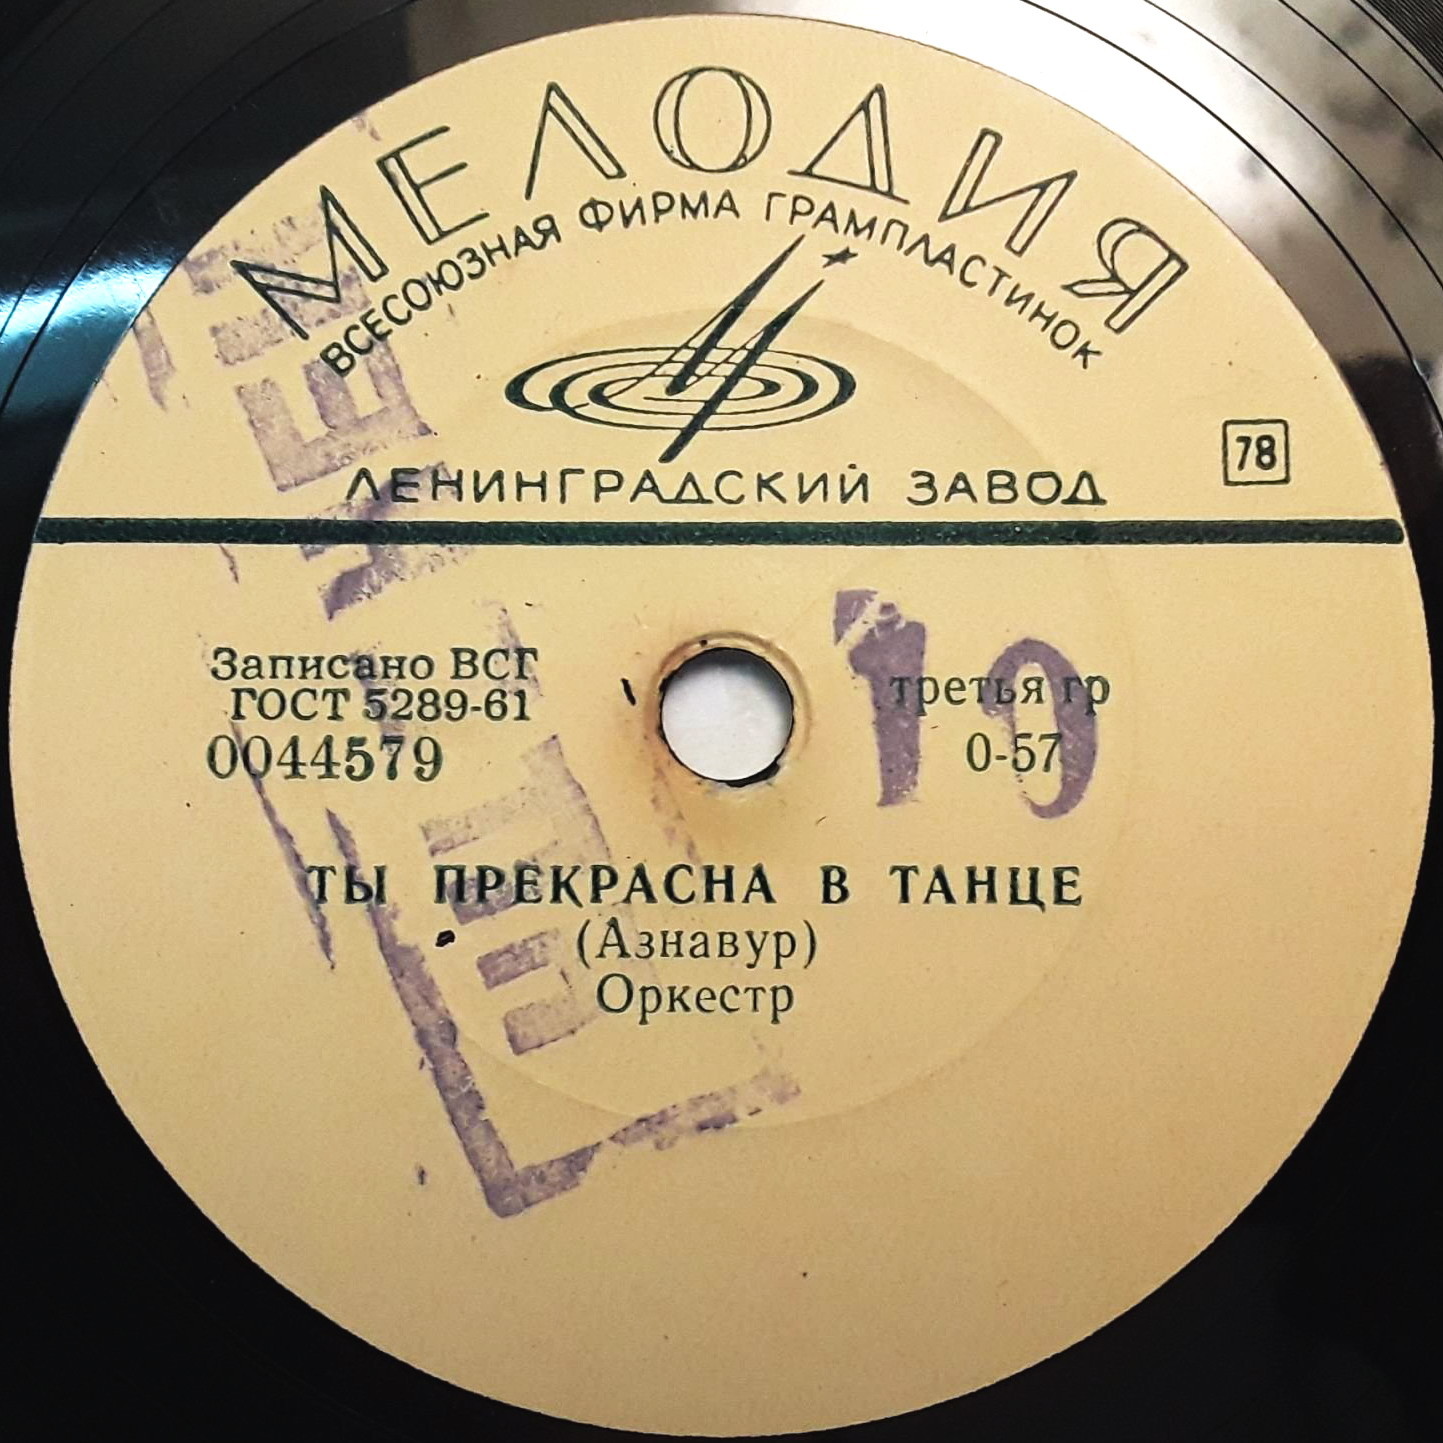 МЕЛОДИЯ
ВСЕСОЮЗНАЯ ФИРМА ГРАМПЛАСТИНОК
ЛЕНИНГРАДСКИЙ ЗАВОД
78
Записано ВСГ
ГОСТ 5289-61
0044579
третья гр
0-57
10
ТЫ ПРЕКРАСНА В ТАНЦЕ
(Азнавур)
Оркестр